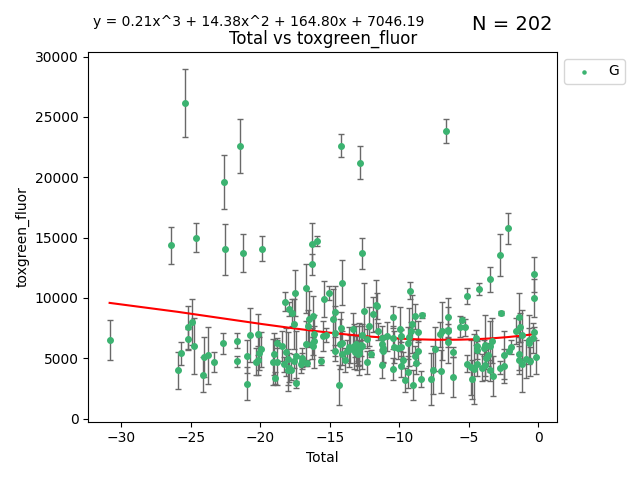 y = 0.21x^3 + 14.38x^2 + 164.80x + 7046.19
N = 202
Total vs toxgreen_fluor
G
30000
25000
20000
15000
10000
5000
0
toxgreen_fluor
−30 −25 −20 −15 −10 −5 0
Total